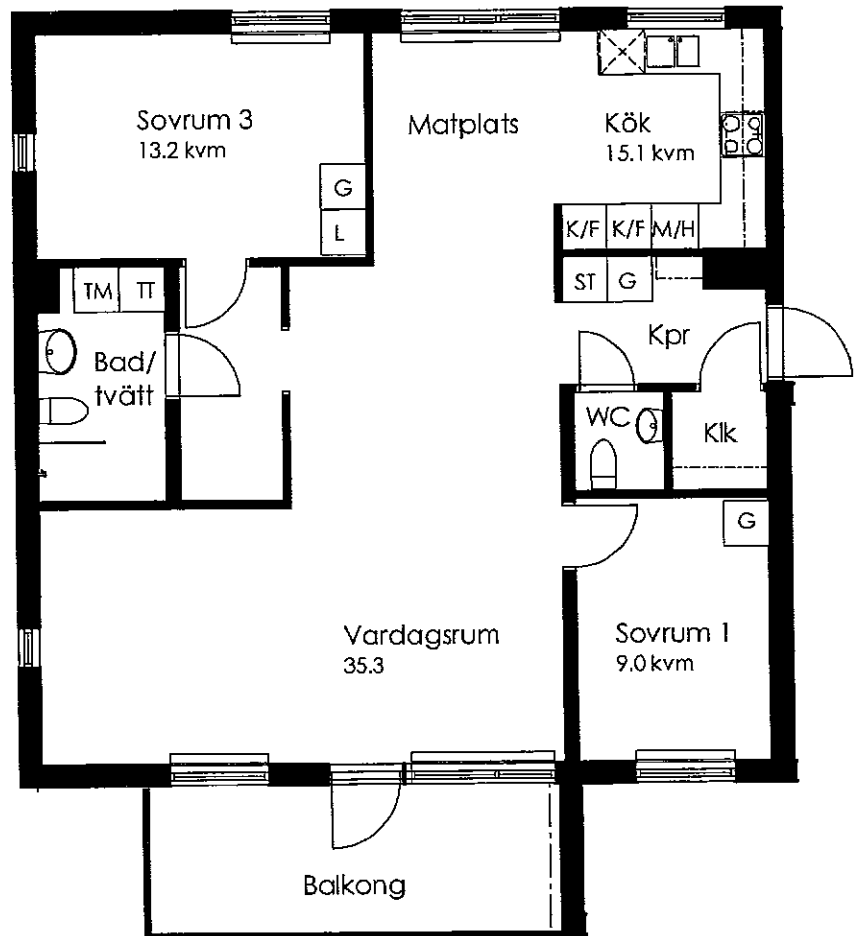 Sovrum 3
13.2 kvm
Matplats
Kök
15.1 kvm
G
L
K/F K/F M/H
ST G
TM TT
Kpr
Bad/
tvätt
WC
Klk
G
Vardagsrum
35.3
Sovrum 1
9.0 kvm
Balkong